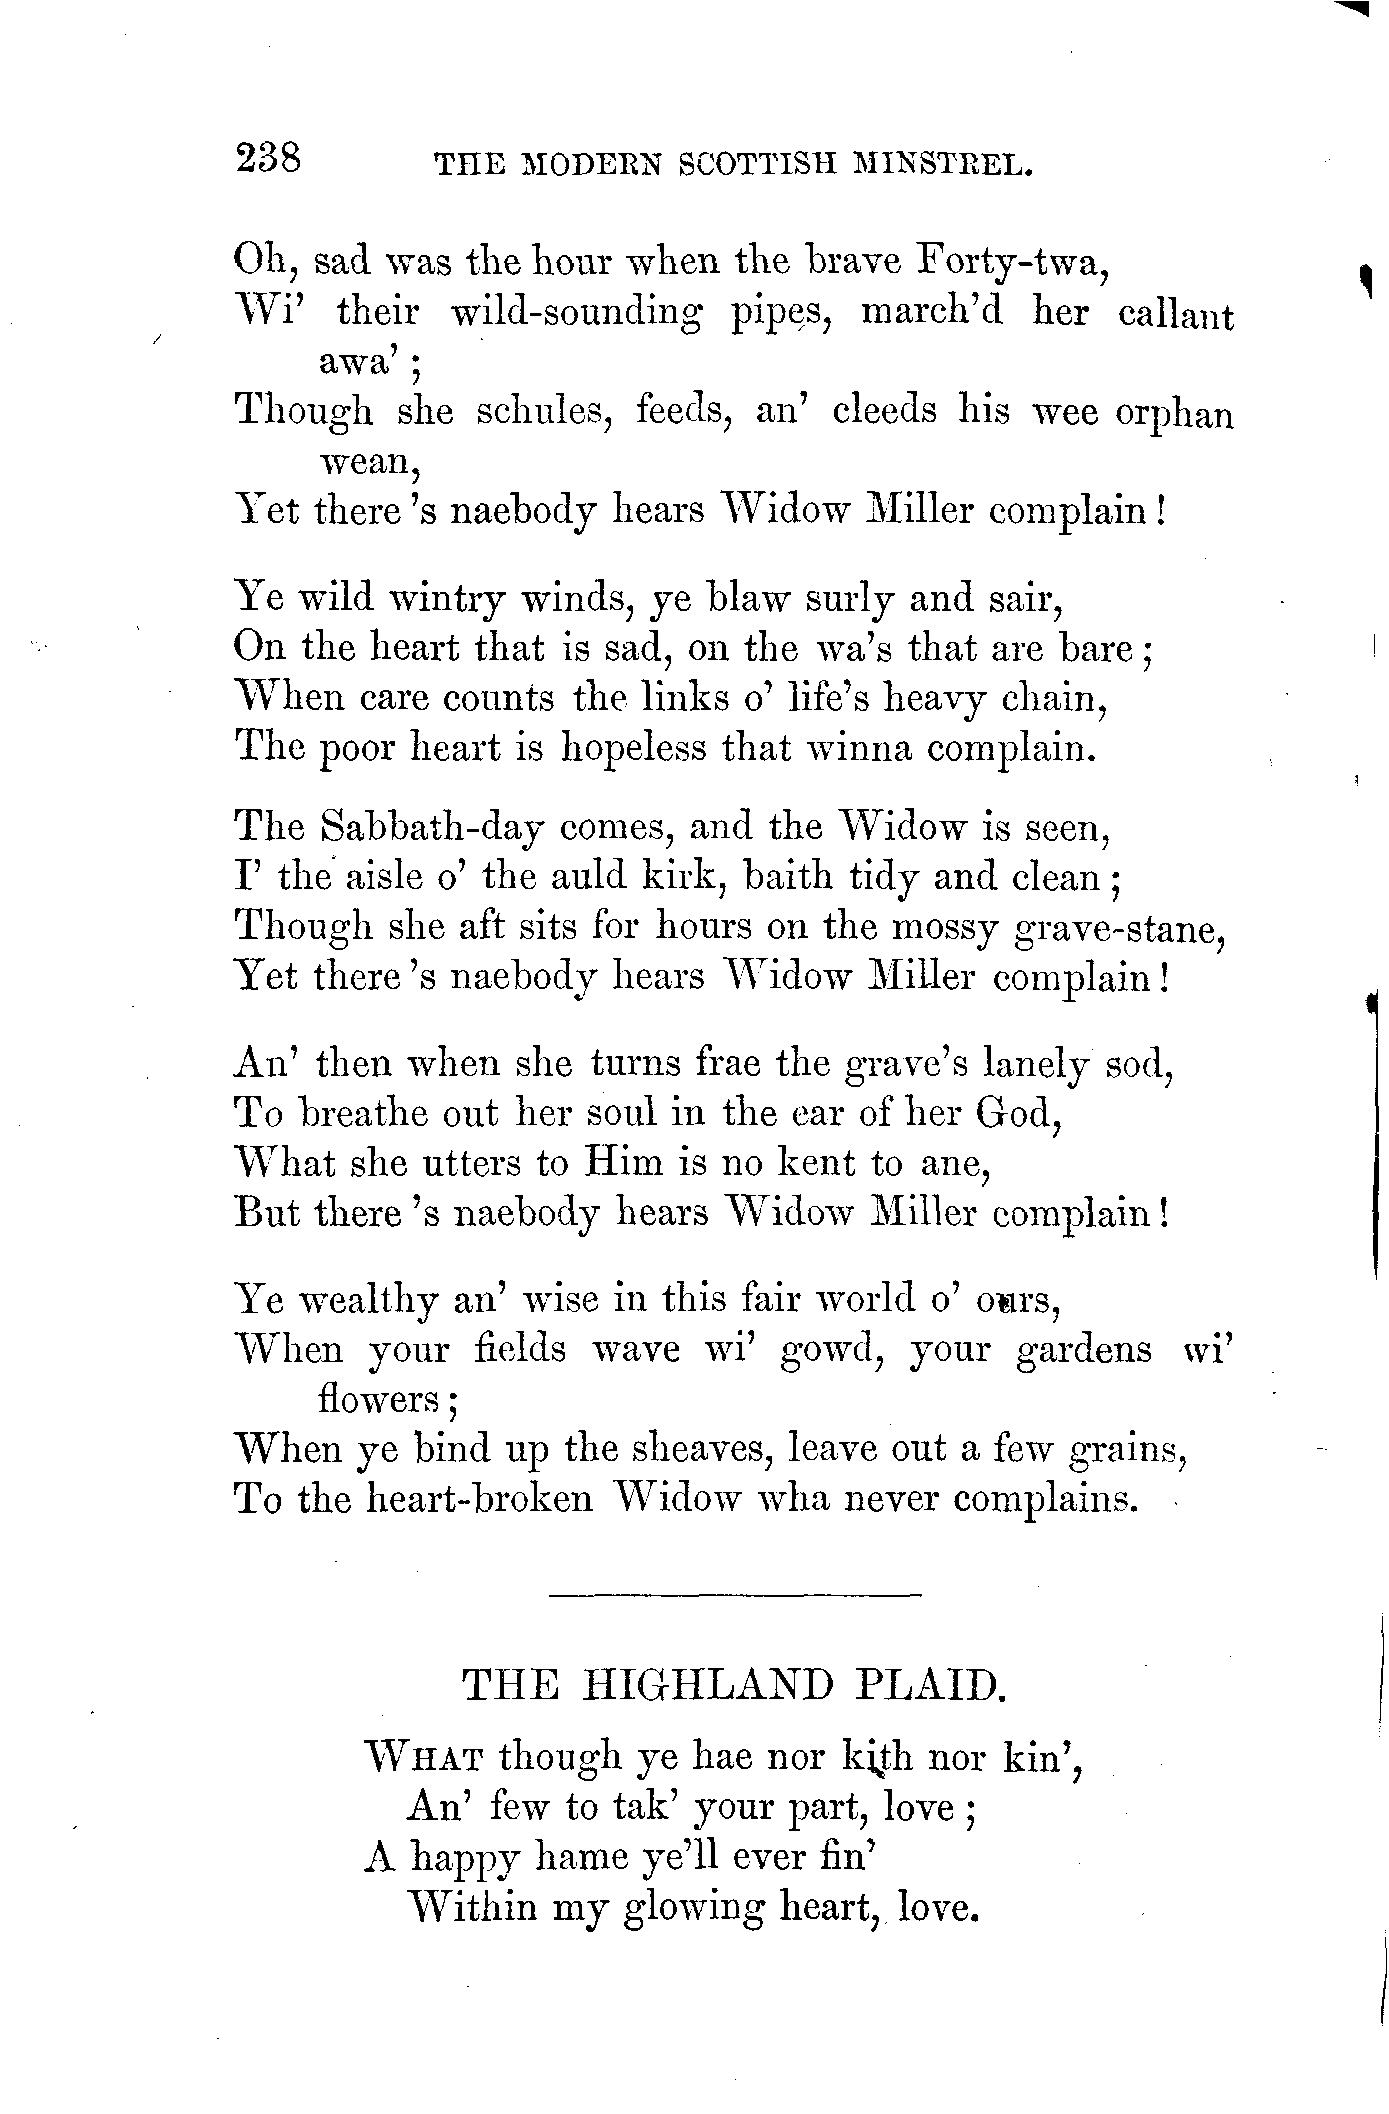 238 THE MODERN SCOTTISH MINSTREL.
Oh, sad was the hour when the brave Forty-twa,
Wi' their wild-sounding pipes, march'd her callant
awa' ;
Though she schules, feeds, an' cleeds his wee orphan
wean,
Yet there 's naebody hears Widow Miller complain !
Ye wild wintry winds, ye blaw surly and sair,
On the heart that is sad, on the wa's that are bare ;
When care counts the links o' life's heavy chain,
The poor heart is hopeless that winna complain.
The Sabbath-day comes, and the Widow is seen,
I' the aisle o' the auld kirk, baith tidy and clean ;
Though she aft sits for hours on the mossy grave-stane,
Yet there 's naebody hears Widow Miller complain !
An' then when she turns frae the grave's lanely sod,
To breathe out her soul in the ear of her God,
What she utters to Him is no kent to ane,
But there 's naebody hears Widow Miller complain !
Ye wealthy an' wise in this fair world o' ours,
When your fields wave wi' gowd, your gardens wi'
flowers ;
When ye bind up the sheaves, leave out a few grains,
To the heart-broken Widow wha never complains.
THE HIGHLAND PLAID.
WHAT though ye hae nor kith nor kin',
An' few to tak' your part, love ;
A happy hame ye'll ever fin'
Within my glowing heart, love.